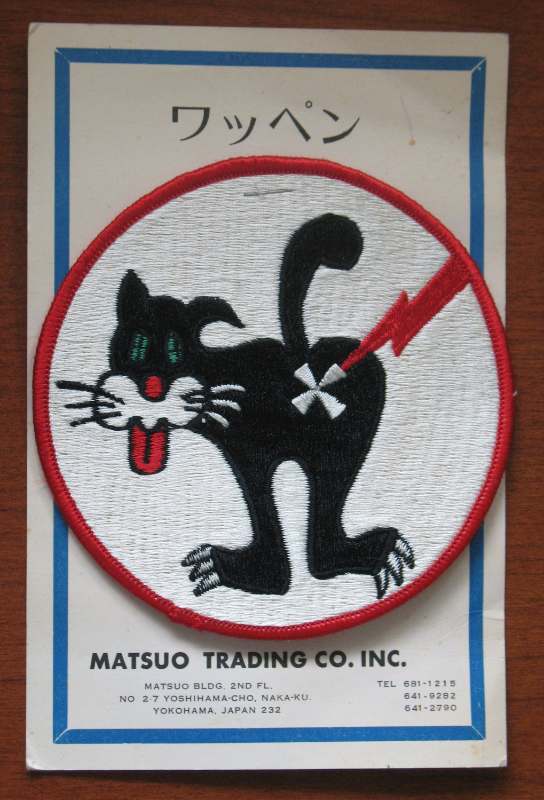 ワッペン
MATSUO TRADING CO. INC.
MATSUO BLDG. 2ND FL.
NO 2-7 YOSHIHAMA-CHO, NAKA-KU.
YOKOHAMA, JAPAN 232
TEL 681-1215
641-9282
641-2790